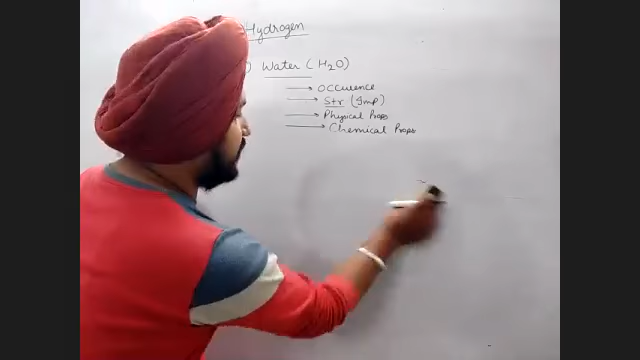 Hydrogen
Water (H₂O)
→ Occurence
→ Str (Imp)
→ Physical Props
→ Chemical Props